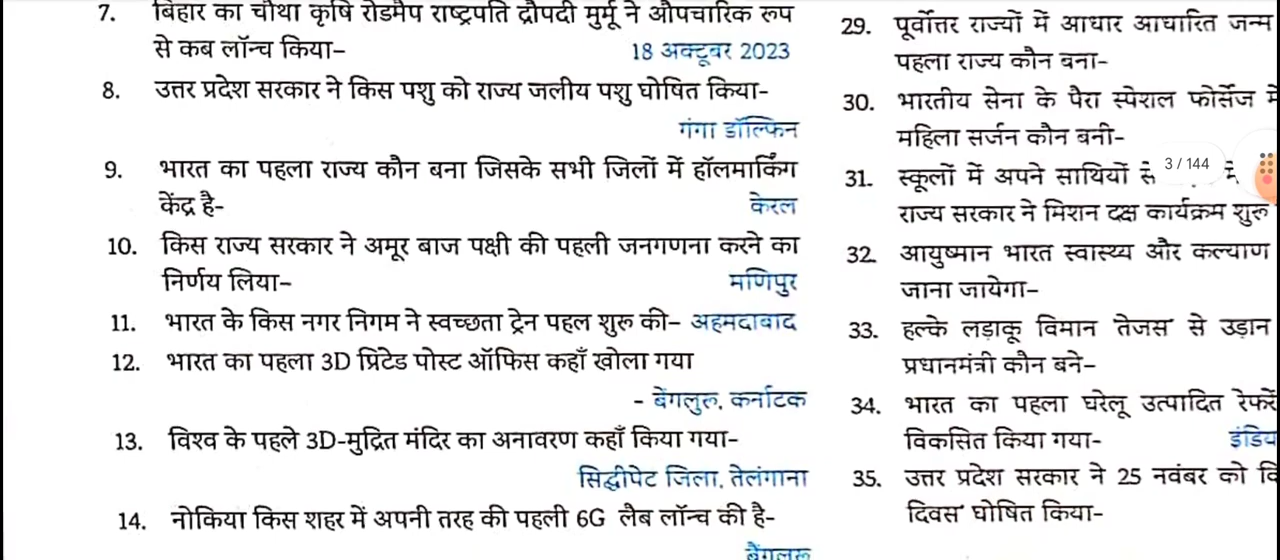 7. बिहार का चौथा कृषि रोडमैप राष्ट्रपति द्रौपदी मुर्मू ने औपचारिक रूप
से कब लॉन्च किया- 18 अक्टूबर 2023
8. उत्तर प्रदेश सरकार ने किस पशु को राज्य जलीय पशु घोषित किया-
गंगा डॉल्फिन
9. भारत का पहला राज्य कौन बना जिसके सभी जिलों में हॉलमार्किंग
केंद्र है- केरल
10. किस राज्य सरकार ने अमूर बाज पक्षी की पहली जनगणना करने का
निर्णय लिया- मणिपुर
11. भारत के किस नगर निगम ने स्वच्छता ट्रेन पहल शुरू की- अहमदाबाद
12. भारत का पहला 3D प्रिंटेड पोस्ट ऑफिस कहाँ खोला गया
- बेंगलुरु, कर्नाटक
13. विश्व के पहले 3D-मुद्रित मंदिर का अनावरण कहाँ किया गया-
सिद्धीपेट जिला, तेलंगाना
14. नोकिया किस शहर में अपनी तरह की पहली 6G लैब लॉन्च की है-
बैंगलुरू
29. पूर्वोत्तर राज्यों में आधार आधारित जन्म
पहला राज्य कौन बना-
30. भारतीय सेना के पैरा स्पेशल फोर्सेज में
महिला सर्जन कौन बनी-
3 / 144
31. स्कूलों में अपने साथियों से में
राज्य सरकार ने मिशन दक्ष कार्यक्रम शुरू
32. आयुष्मान भारत स्वास्थ्य और कल्याण
जाना जायेगा-
33. हल्के लड़ाकू विमान 'तेजस' से उड़ान
प्रधानमंत्री कौन बने-
34. भारत का पहला घरेलू उत्पादित रेफरें
विकसित किया गया- इंडिय
35. उत्तर प्रदेश सरकार ने 25 नवंबर को
दिवस' घोषित किया-